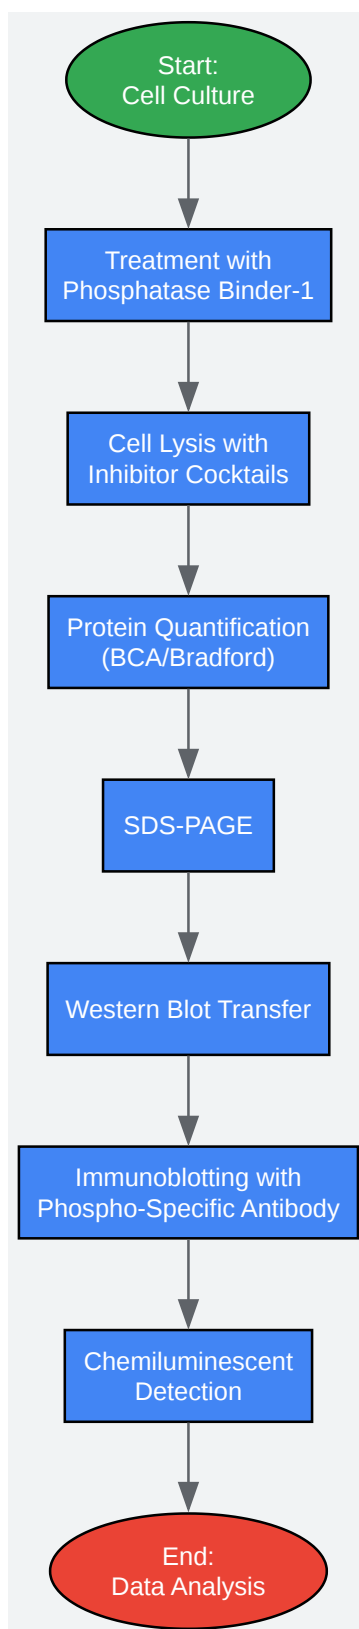 Start:
Cell Culture
Treatment with
Phosphatase Binder-1
Cell Lysis with
Inhibitor Cocktails
Protein Quantification
(BCA/Bradford)
SDS-PAGE
Western Blot Transfer
Immunoblotting with
Phospho-Specific Antibody
Chemiluminescent
Detection
End:
Data Analysis